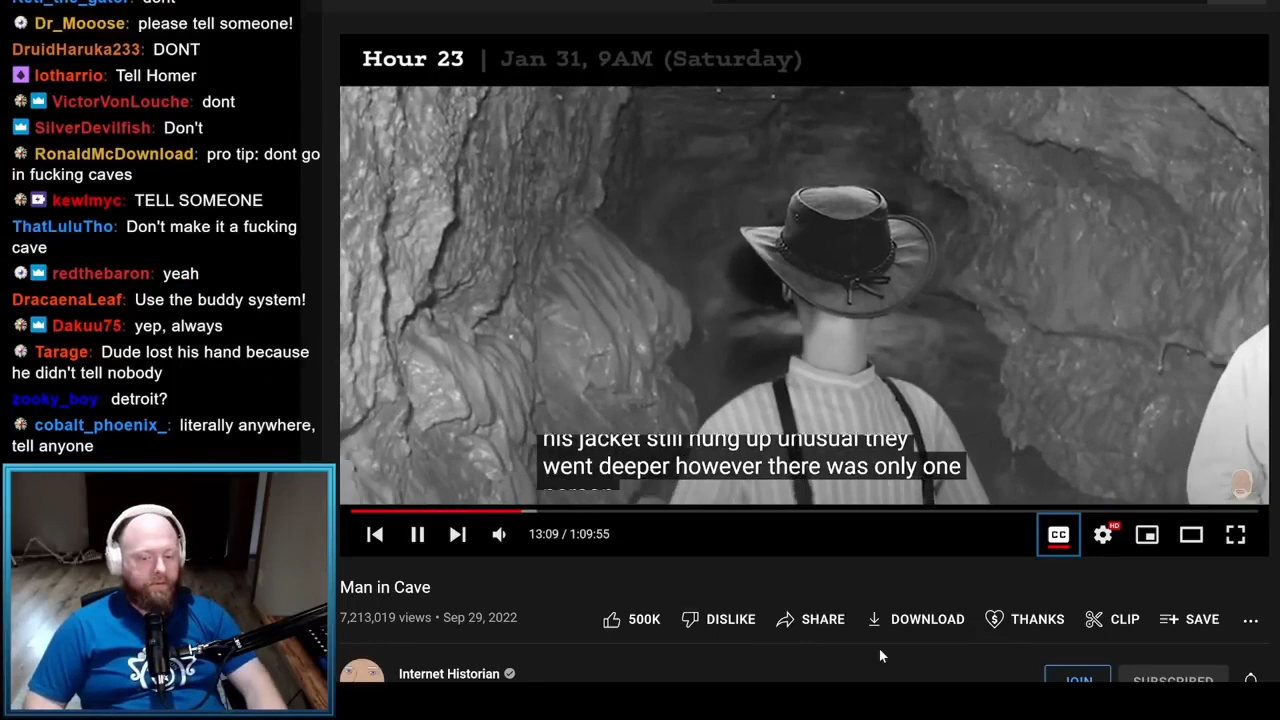 Dr_Mooose: please tell someone!
DruidHaruka233: DONT
lotharrio: Tell Homer
VictorVonLouche: dont
SilverDevilfish: Don't
RonaldMcDownload: pro tip: dont go
in fucking caves
kewlmyc: TELL SOMEONE
ThatLuluTho: Don't make it a fucking
cave
redthebaron: yeah
DracaenaLeaf: Use the buddy system!
Dakuu75: yep, always
Tarage: Dude lost his hand because
he didn't tell nobody
zooky_boy: detroit?
cobalt_phoenix_: literally anywhere,
tell anyone
Hour 23 | Jan 31, 9AM (Saturday)
his jacket still hung up unusual they
went deeper however there was only one
person
13:09 / 1:09:55
CC
HD
Man in Cave
7,213,019 views • Sep 29, 2022
500K
DISLIKE
SHARE
DOWNLOAD
THANKS
CLIP
SAVE
Internet Historian
JOIN
SUBSCRIBED